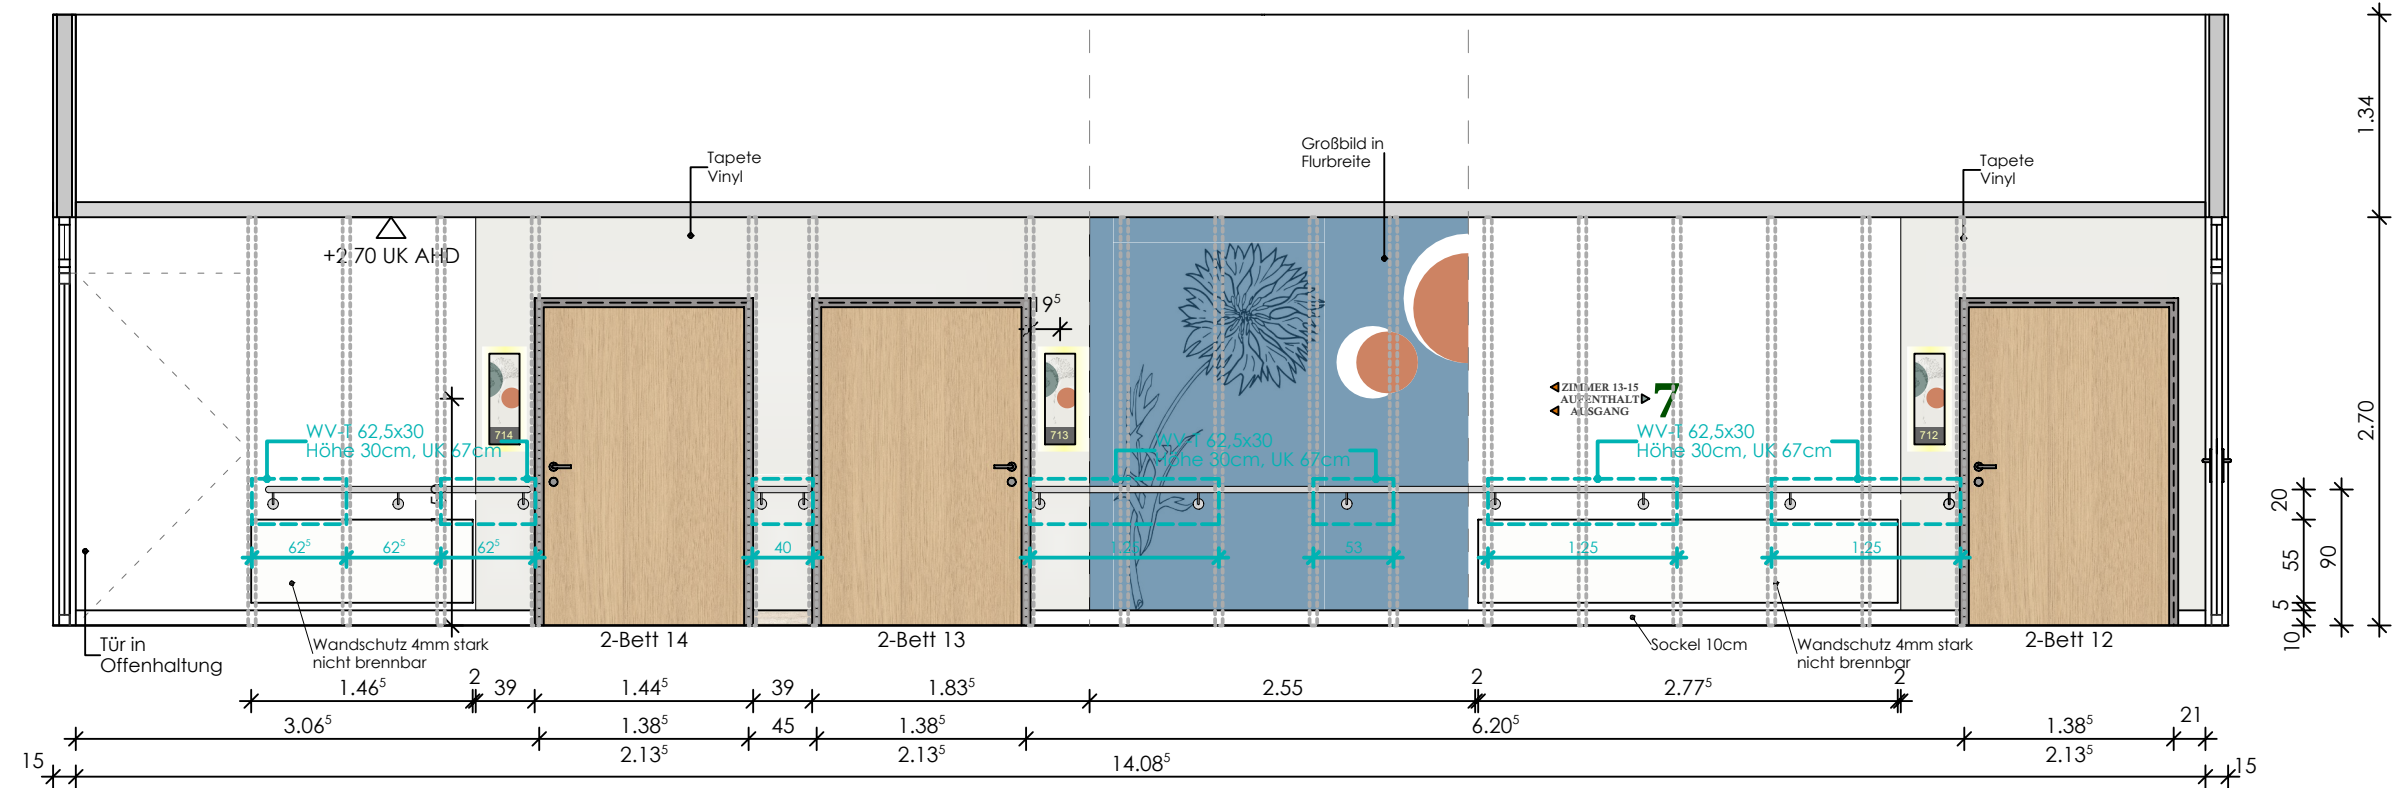 1.34
Tapete
Vinyl
Großbild in
Flurbreite
Tapete
Vinyl
+2.70 UK AHD
19⁵
ZIMMER 13-15
AUFENTHALT
AUSGANG
7
714
713
712
WV-T 62,5x30
Höhe 30cm, UK 67cm
WV-T 62,5x30
Höhe 30cm, UK 67cm
WV-T 62,5x30
Höhe 30cm, UK 67cm
2.70
20
55
90
5
10
62⁵
62⁵
62⁵
40
1.25
53
1.25
1.25
Tür in
Offenhaltung
Wandschutz 4mm stark
nicht brennbar
2-Bett 14
2-Bett 13
Sockel 10cm
Wandschutz 4mm stark
nicht brennbar
2-Bett 12
1.46⁵
2
39
1.44⁵
39
1.83⁵
2.55
2
2.77⁵
2
3.06⁵
1.38⁵
2.13⁵
45
1.38⁵
2.13⁵
6.20⁵
1.38⁵
2.13⁵
21
15
14.08⁵
15